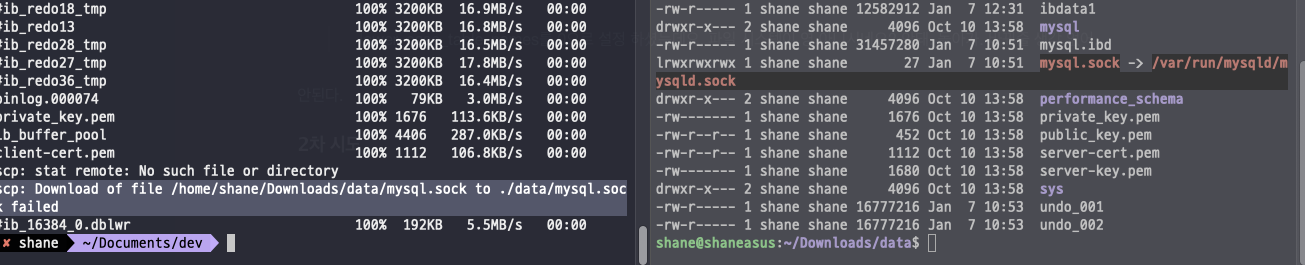 #ib_redo18_tmp 100% 3200KB 16.9MB/s 00:00
#ib_redo13 100% 3200KB 16.8MB/s 00:00
#ib_redo28_tmp 100% 3200KB 16.5MB/s 00:00
#ib_redo27_tmp 100% 3200KB 17.8MB/s 00:00
#ib_redo36_tmp 100% 3200KB 16.4MB/s 00:00
binlog.000074 100% 79KB 3.0MB/s 00:00
private_key.pem 100% 1676 113.6KB/s 00:00
ib_buffer_pool 100% 4406 287.0KB/s 00:00
client-cert.pem 100% 1112 106.8KB/s 00:00
scp: stat remote: No such file or directory
scp: Download of file /home/shane/Downloads/data/mysql.sock to ./data/mysql.soc
k failed
#ib_16384_0.dblwr 100% 192KB 5.5MB/s 00:00
✘ shane ~/Documents/dev
안된다.
2차 시도
-rw-r----- 1 shane shane 12582912 Jan 7 12:31 ibdata1
drwxr-x--- 2 shane shane 4096 Oct 10 13:58 mysql
-rw-r----- 1 shane shane 31457280 Jan 7 10:51 mysql.ibd
lrwxrwxrwx 1 shane shane 27 Jan 7 10:51 mysql.sock -> /var/run/mysqld/m
ysqld.sock
drwxr-x--- 2 shane shane 4096 Oct 10 13:58 performance_schema
-rw------- 1 shane shane 1676 Oct 10 13:58 private_key.pem
-rw-r--r-- 1 shane shane 452 Oct 10 13:58 public_key.pem
-rw-r--r-- 1 shane shane 1112 Oct 10 13:58 server-cert.pem
-rw------- 1 shane shane 1680 Oct 10 13:58 server-key.pem
drwxr-x--- 2 shane shane 4096 Oct 10 13:58 sys
-rw-r----- 1 shane shane 16777216 Jan 7 10:53 undo_001
-rw-r----- 1 shane shane 16777216 Jan 7 10:53 undo_002
shane@shaneasus:~/Downloads/data$